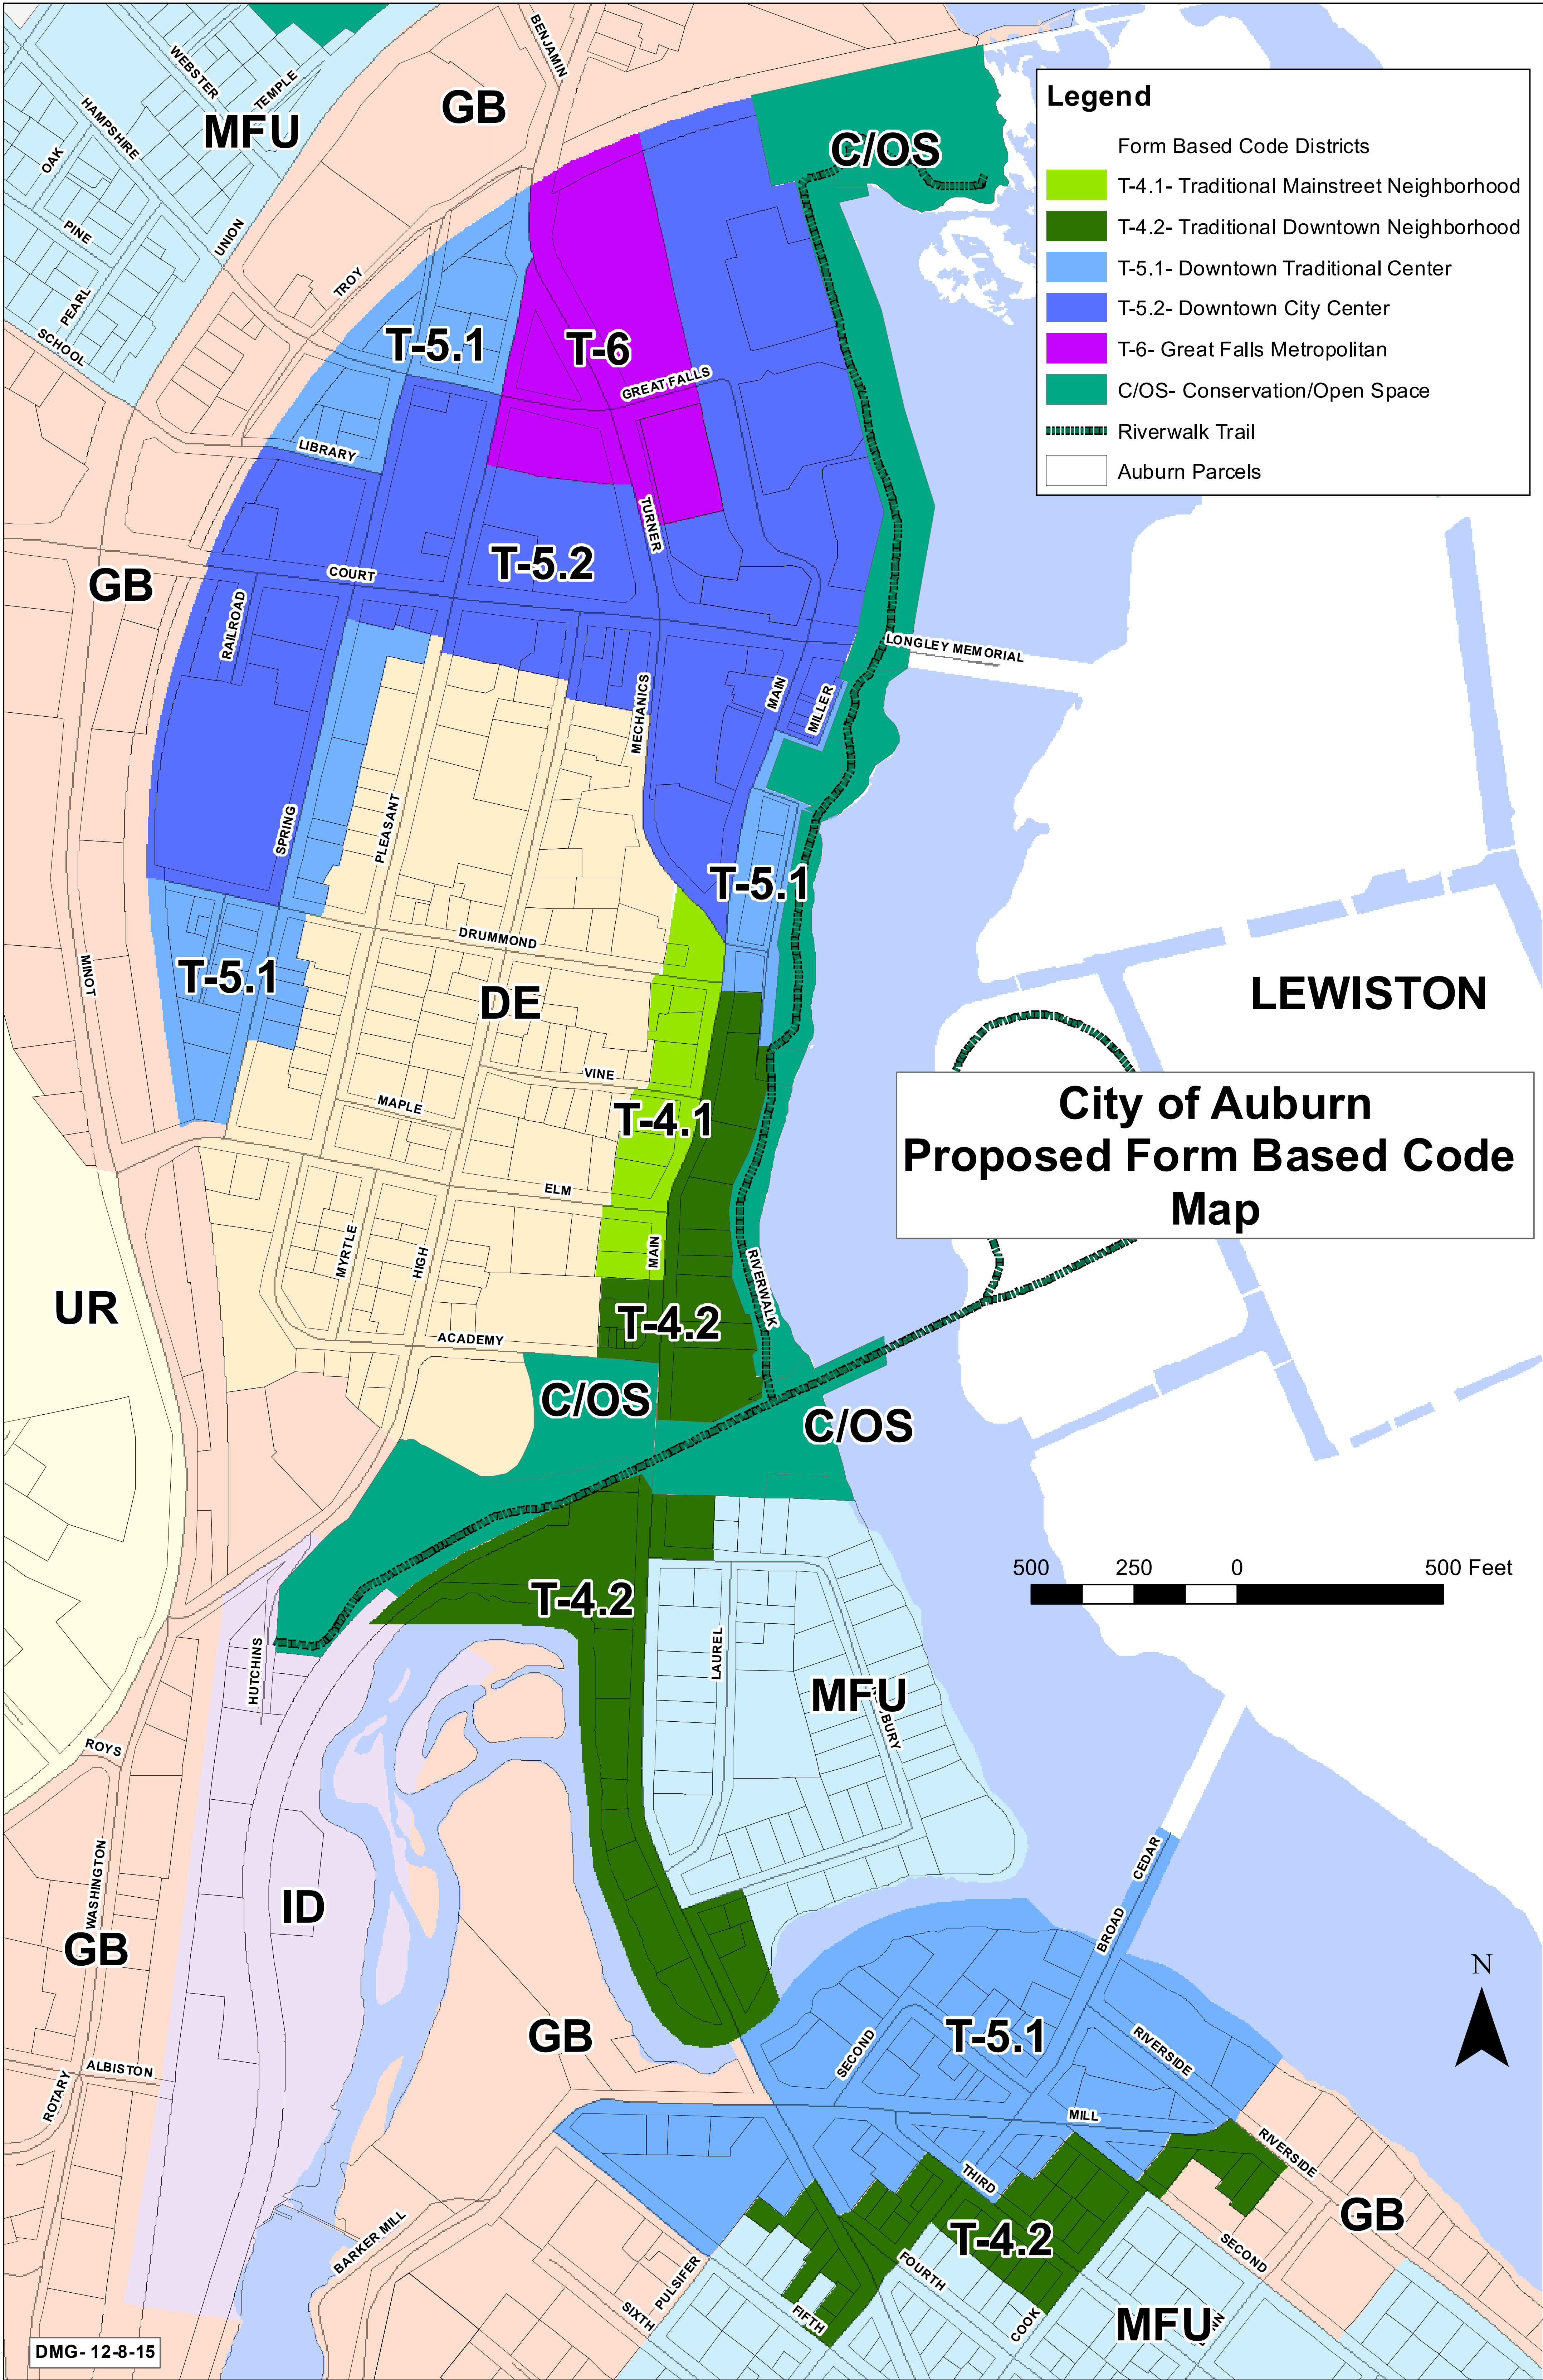 BENJAMIN
WEBSTER
TEMPLE
HAMPSHIRE
MFU
GB
OAK
C/OS
Legend
Form Based Code Districts
T-4.1- Traditional Mainstreet Neighborhood
T-4.2- Traditional Downtown Neighborhood
T-5.1- Downtown Traditional Center
T-5.2- Downtown City Center
T-6- Great Falls Metropolitan
C/OS- Conservation/Open Space
Riverwalk Trail
Auburn Parcels
PINE
UNION
TROY
PEARL
SCHOOL
T-5.1
T-6
GREAT FALLS
LIBRARY
TURNER
T-5.2
COURT
GB
RAILROAD
LONGLEY MEMORIAL
MECHANICS
MAIN
MILLER
SPRING
PLEASANT
T-5.1
DRUMMOND
MINOT
T-5.1
DE
LEWISTON
VINE
MAPLE
T-4.1
City of Auburn
Proposed Form Based Code
Map
ELM
MYRTLE
HIGH
MAIN
RIVERWALK
UR
T-4.2
ACADEMY
C/OS
C/OS
500 250 0 500 Feet
T-4.2
HUTCHINS
LAUREL
MFU
BURY
ROYS
WASHINGTON
CEDAR
ID
BROAD
GB
N
GB
SECOND
T-5.1
RIVERSIDE
ALBISTON
ROTARY
MILL
RIVERSIDE
THIRD
GB
T-4.2
BARKER MILL
SECOND
FOURTH
PULSIFER
SIXTH
FIFTH
COOK
MFU
DMG- 12-8-15